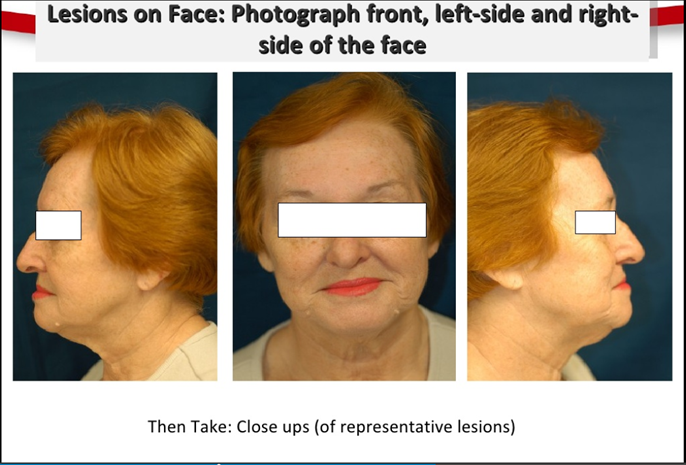 Lesions on Face: Photograph front, left-side and right-
side of the face
Then Take: Close ups (of representative lesions)